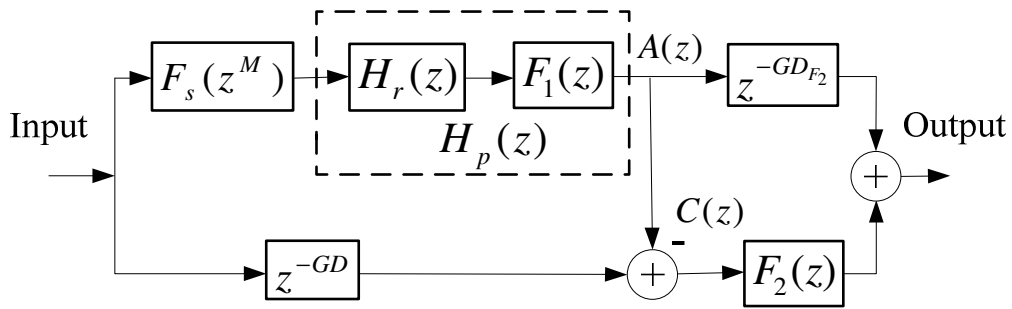 F_s(z^M)
H_r(z)
F_1(z)
A(z)
z^{-GD_{F_2}}
H_p(z)
Input
Output
+
C(z)
-
z^{-GD}
+
F_2(z)